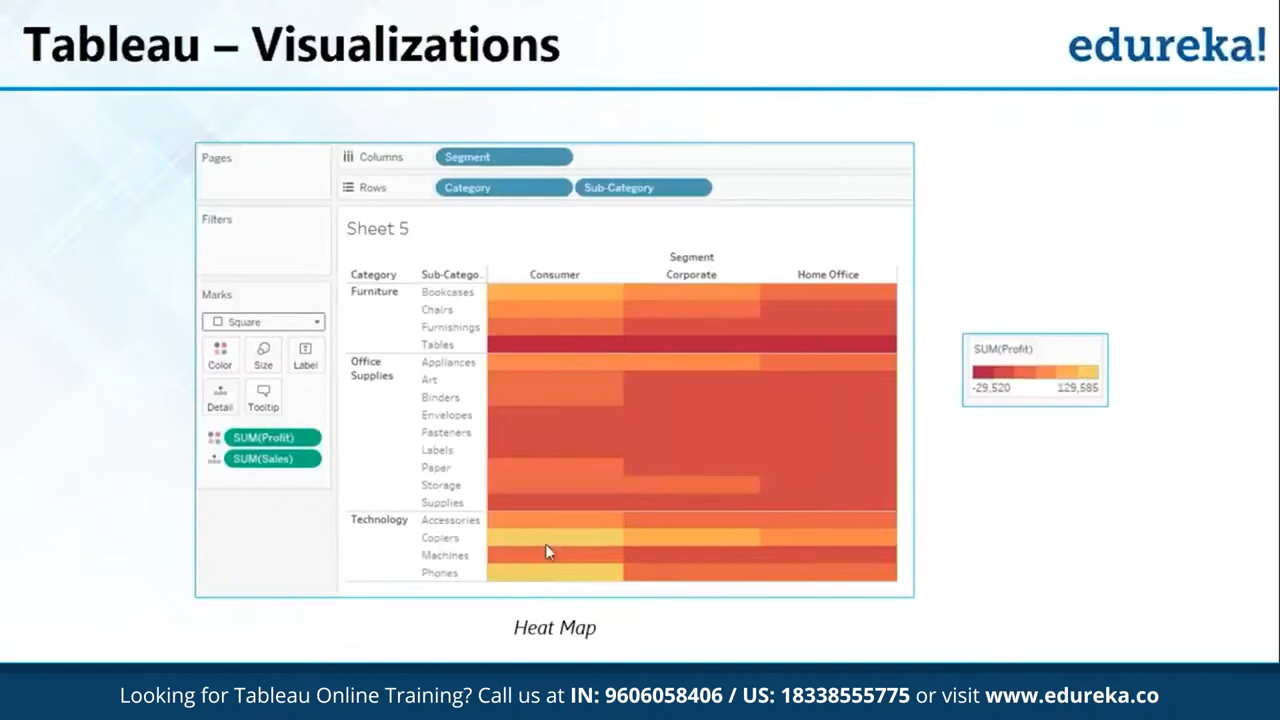 Tableau – Visualizations
edureka!
Pages
Columns
Segment
Rows
Category
Sub-Category
Filters
Sheet 5
Marks
Square
Color
Size
Label
Detail
Tooltip
SUM(Profit)
SUM(Sales)
Segment
Category
Sub-Catego..
Consumer
Corporate
Home Office
Furniture
Bookcases
Chairs
Furnishings
Tables
Office
Supplies
Appliances
Art
Binders
Envelopes
Fasteners
Labels
Paper
Storage
Supplies
Technology
Accessories
Copiers
Machines
Phones
SUM(Profit)
-29,520
129,585
Heat Map
Looking for Tableau Online Training? Call us at IN: 9606058406 / US: 18338555775 or visit www.edureka.co